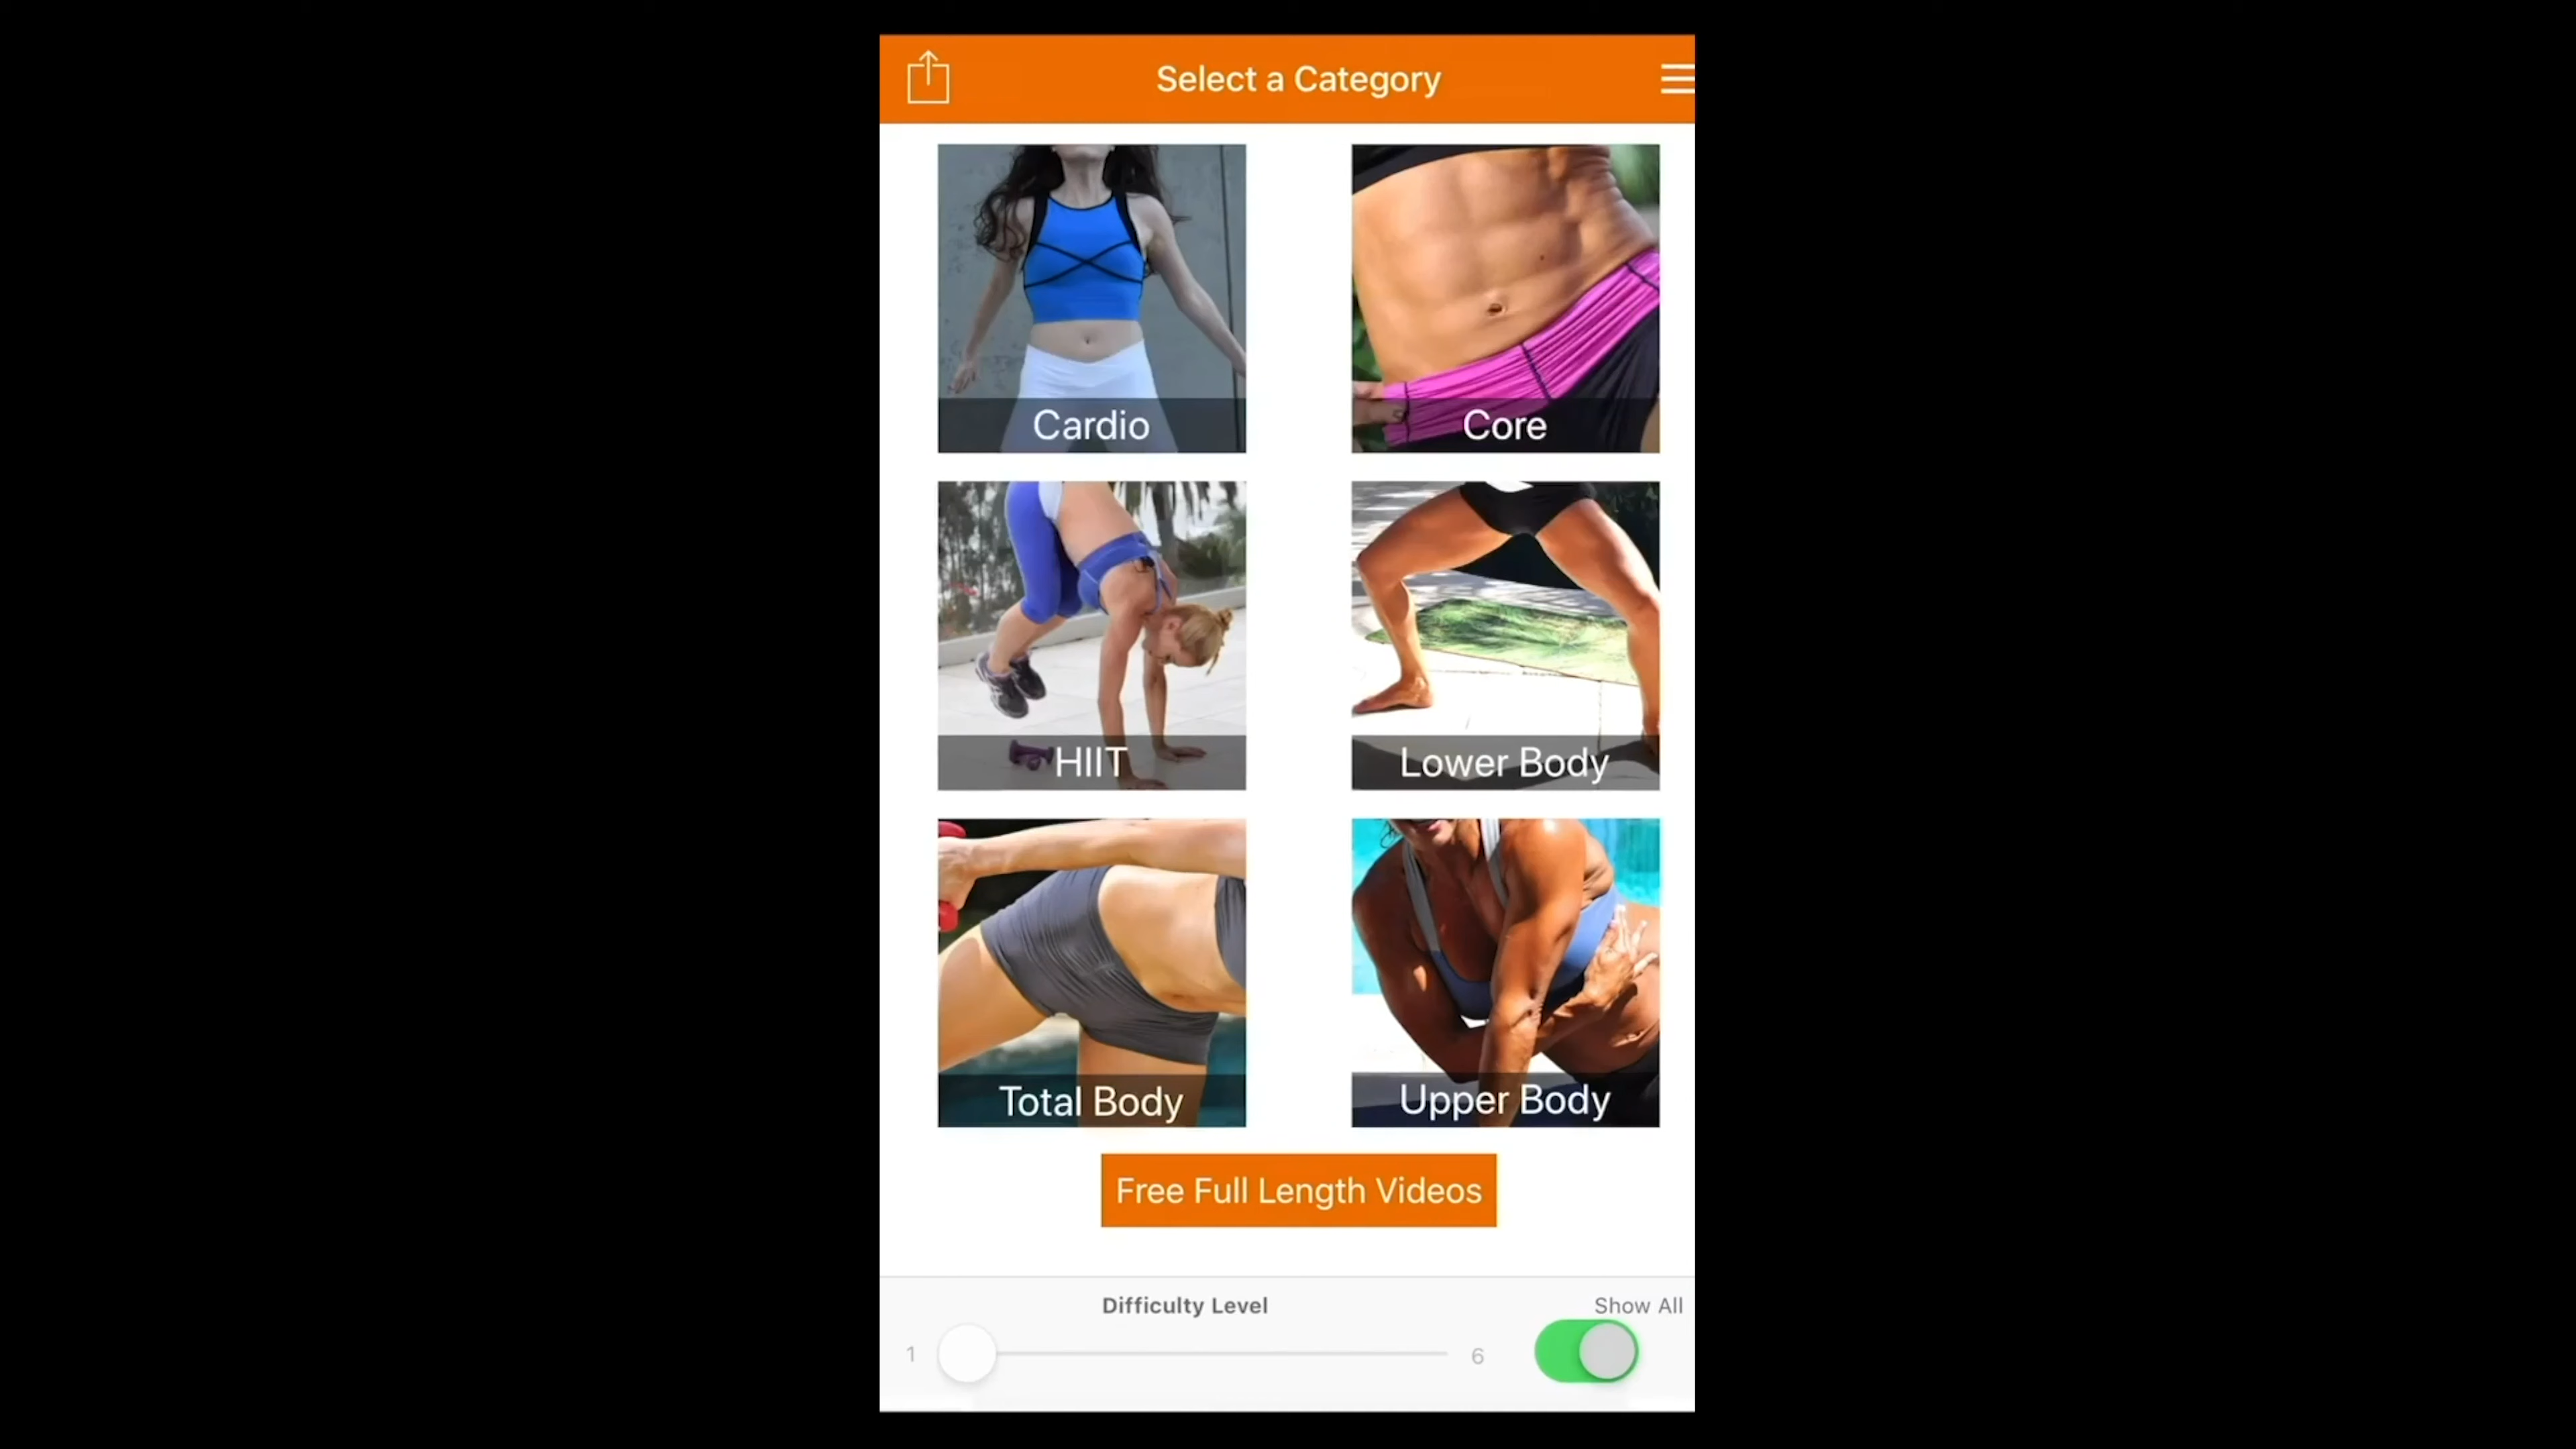 Select a Category
Cardio
Core
HIIT
Lower Body
Total Body
Upper Body
Free Full Length Videos
Difficulty Level
Show All
1
6